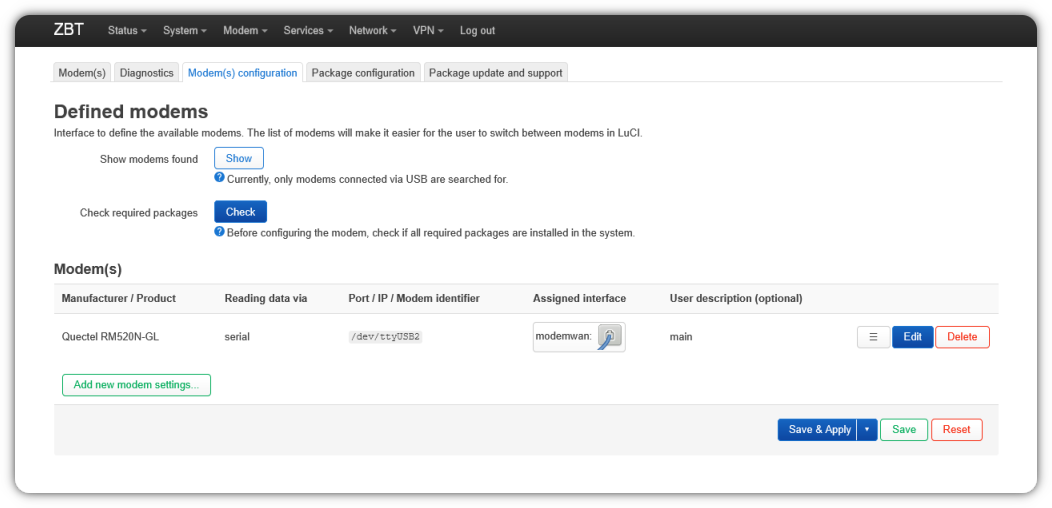 ZBT Status System Modem Services Network VPN Log out
Modem(s) Diagnostics Modem(s) configuration Package configuration Package update and support
Defined modems
Interface to define the available modems. The list of modems will make it easier for the user to switch between modems in LuCI.
Show modems found Show
? Currently, only modems connected via USB are searched for.
Check required packages Check
? Before configuring the modem, check if all required packages are installed in the system.
Modem(s)
Manufacturer / Product Reading data via Port / IP / Modem identifier Assigned interface User description (optional)
Quectel RM520N-GL serial /dev/ttyUSB2 modemwan: main ☰ Edit Delete
Add new modem settings...
Save & Apply Save Reset